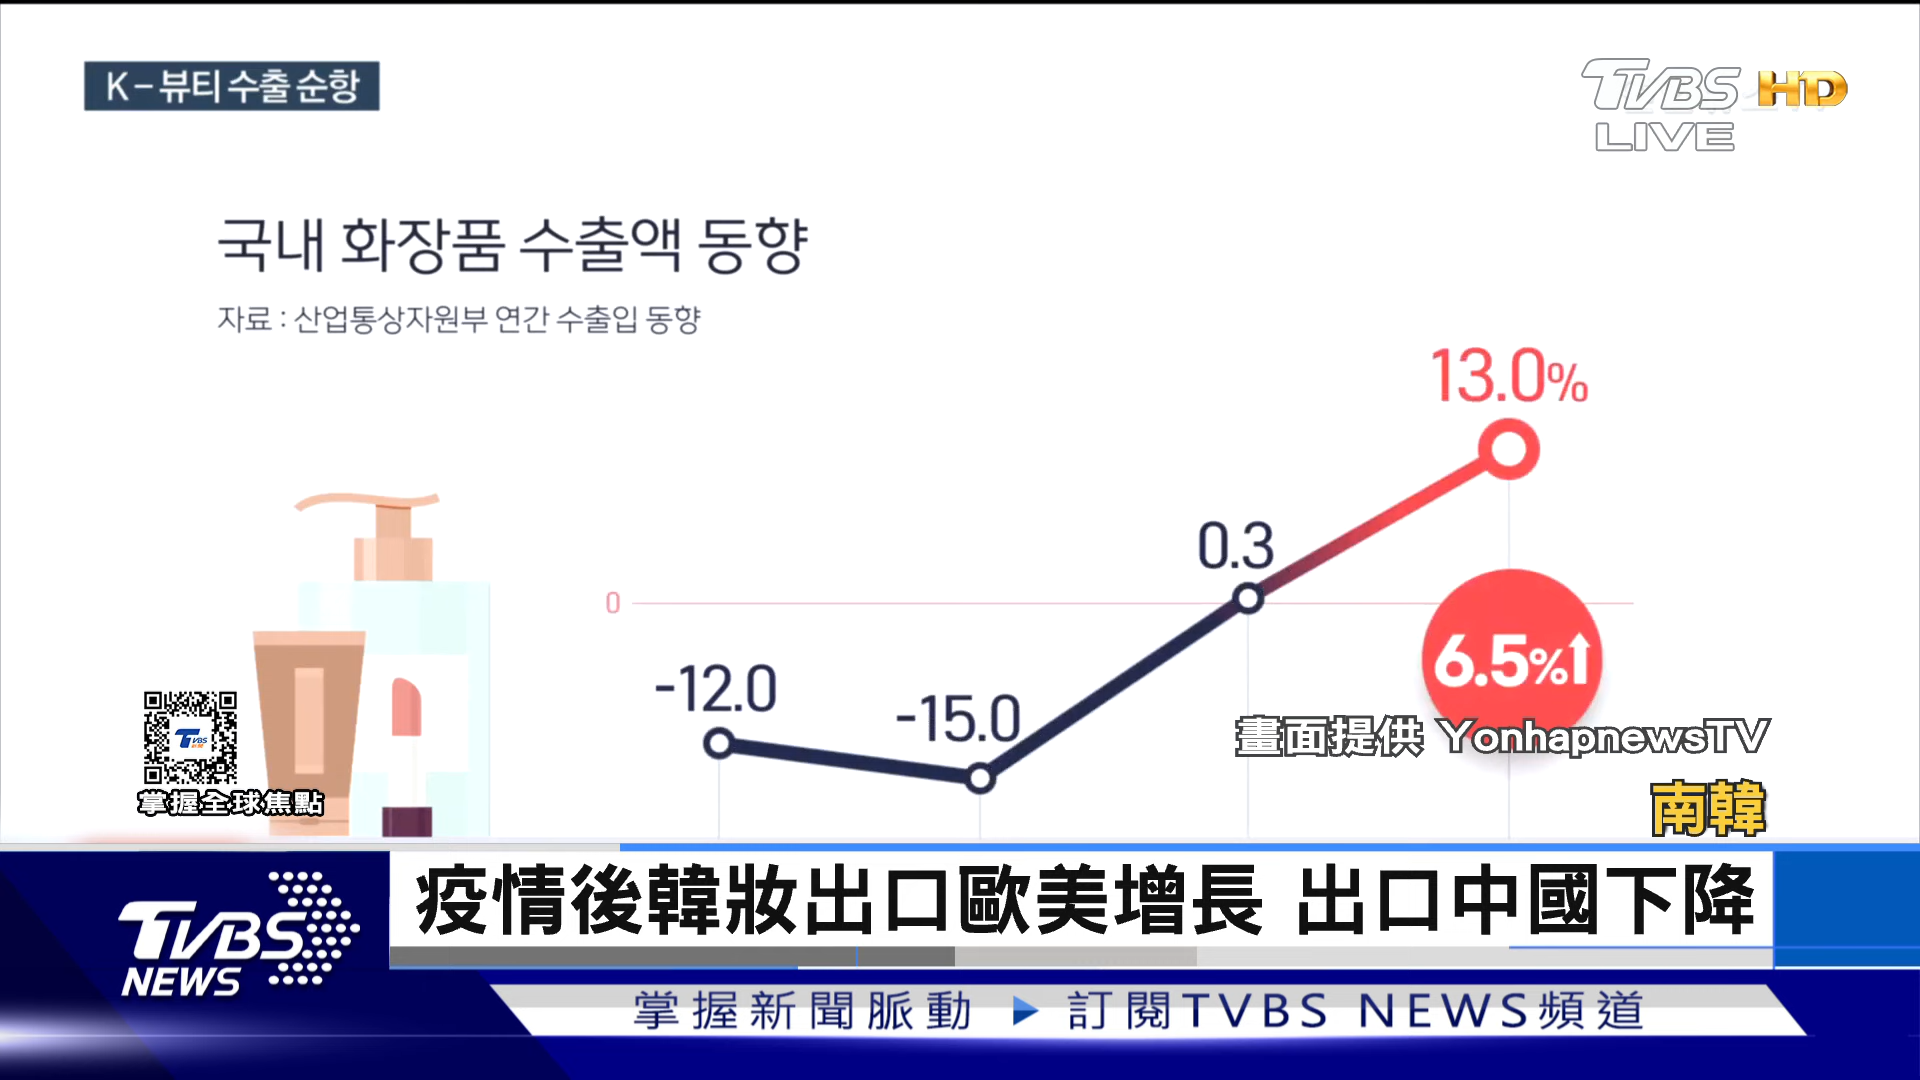 K-뷰티 수출 순항
TVBS HD
LIVE
국내 화장품 수출액 동향
자료 : 산업통상자원부 연간 수출입 동향
13.0%
0.3
0
-12.0
-15.0
6.5%↑
畫面提供 YonhapnewsTV
TVBS
掌握全球焦點
南韓
疫情後韓妝出口歐美增長 出口中國下降
TVBS
NEWS
掌握新聞脈動 ▶ 訂閱TVBS NEWS頻道